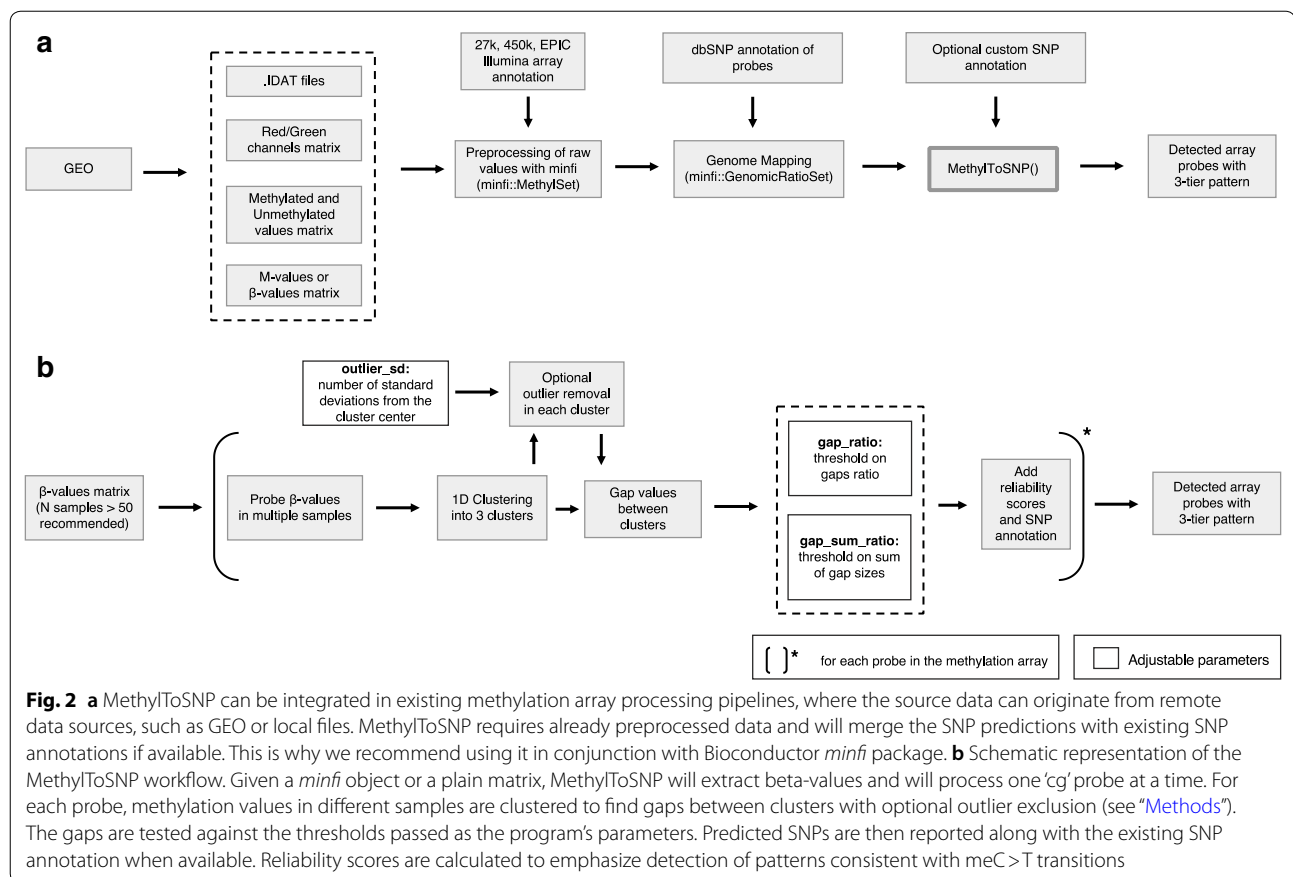 a
27k, 450k, EPIC
Illumina array
annotation
dbSNP annotation of
probes
Optional custom SNP
annotation
.IDAT files
Red/Green
channels matrix
Methylated and
Unmethylated
values matrix
M-values or
β-values matrix
GEO
Preprocessing of raw
values with minfi
(minfi::MethylSet)
Genome Mapping
(minfi::GenomicRatioSet)
MethylToSNP()
Detected array
probes with
3-tier pattern
b
outlier_sd:
number of standard
deviations from the
cluster center
Optional
outlier removal
in each cluster
β-values matrix
(N samples > 50
recommended)
Probe β-values
in multiple samples
1D Clustering
into 3 clusters
Gap values
between
clusters
gap_ratio:
threshold on
gaps ratio
gap_sum_ratio:
threshold on sum
of gap sizes
Add
reliability
scores
and SNP
annotation
*
Detected array
probes with
3-tier pattern
( )* for each probe in the methylation array
Adjustable parameters
Fig. 2 a MethylToSNP can be integrated in existing methylation array processing pipelines, where the source data can originate from remote
data sources, such as GEO or local files. MethylToSNP requires already preprocessed data and will merge the SNP predictions with existing SNP
annotations if available. This is why we recommend using it in conjunction with Bioconductor minfi package. b Schematic representation of the
MethylToSNP workflow. Given a minfi object or a plain matrix, MethylToSNP will extract beta-values and will process one ‘cg’ probe at a time. For
each probe, methylation values in different samples are clustered to find gaps between clusters with optional outlier exclusion (see “Methods”).
The gaps are tested against the thresholds passed as the program’s parameters. Predicted SNPs are then reported along with the existing SNP
annotation when available. Reliability scores are calculated to emphasize detection of patterns consistent with meC > T transitions